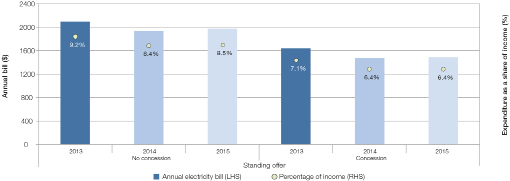 2400
2000
1600
1200
800
400
0
Annual bill ($)
Expenditure as a share of income (%)
9.2%
8.4%
8.5%
7.1%
6.4%
6.4%
2013 2014 2015 2013 2014 2015
No concession Concession
Standing offer
Annual electricity bill (LHS) Percentage of income (RHS)